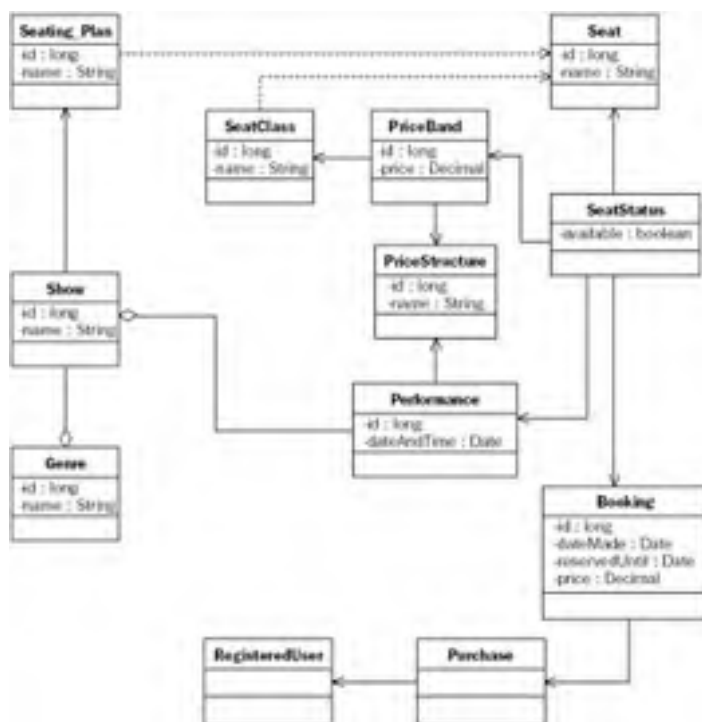 Seating_Plan
-id : long
-name : String
Seat
-id : long
-name : String
SeatClass
-id : long
-name : String
PriceBand
-id : long
-price : Decimal
SeatStatus
-available : boolean
PriceStructure
-id : long
-name : String
Show
-id : long
-name : String
Performance
-id : long
-dateAndTime : Date
Genre
-id : long
-name : String
Booking
-id : long
-dateMade : Date
-reservedUntil : Date
-price : Decimal
RegisteredUser
Purchase